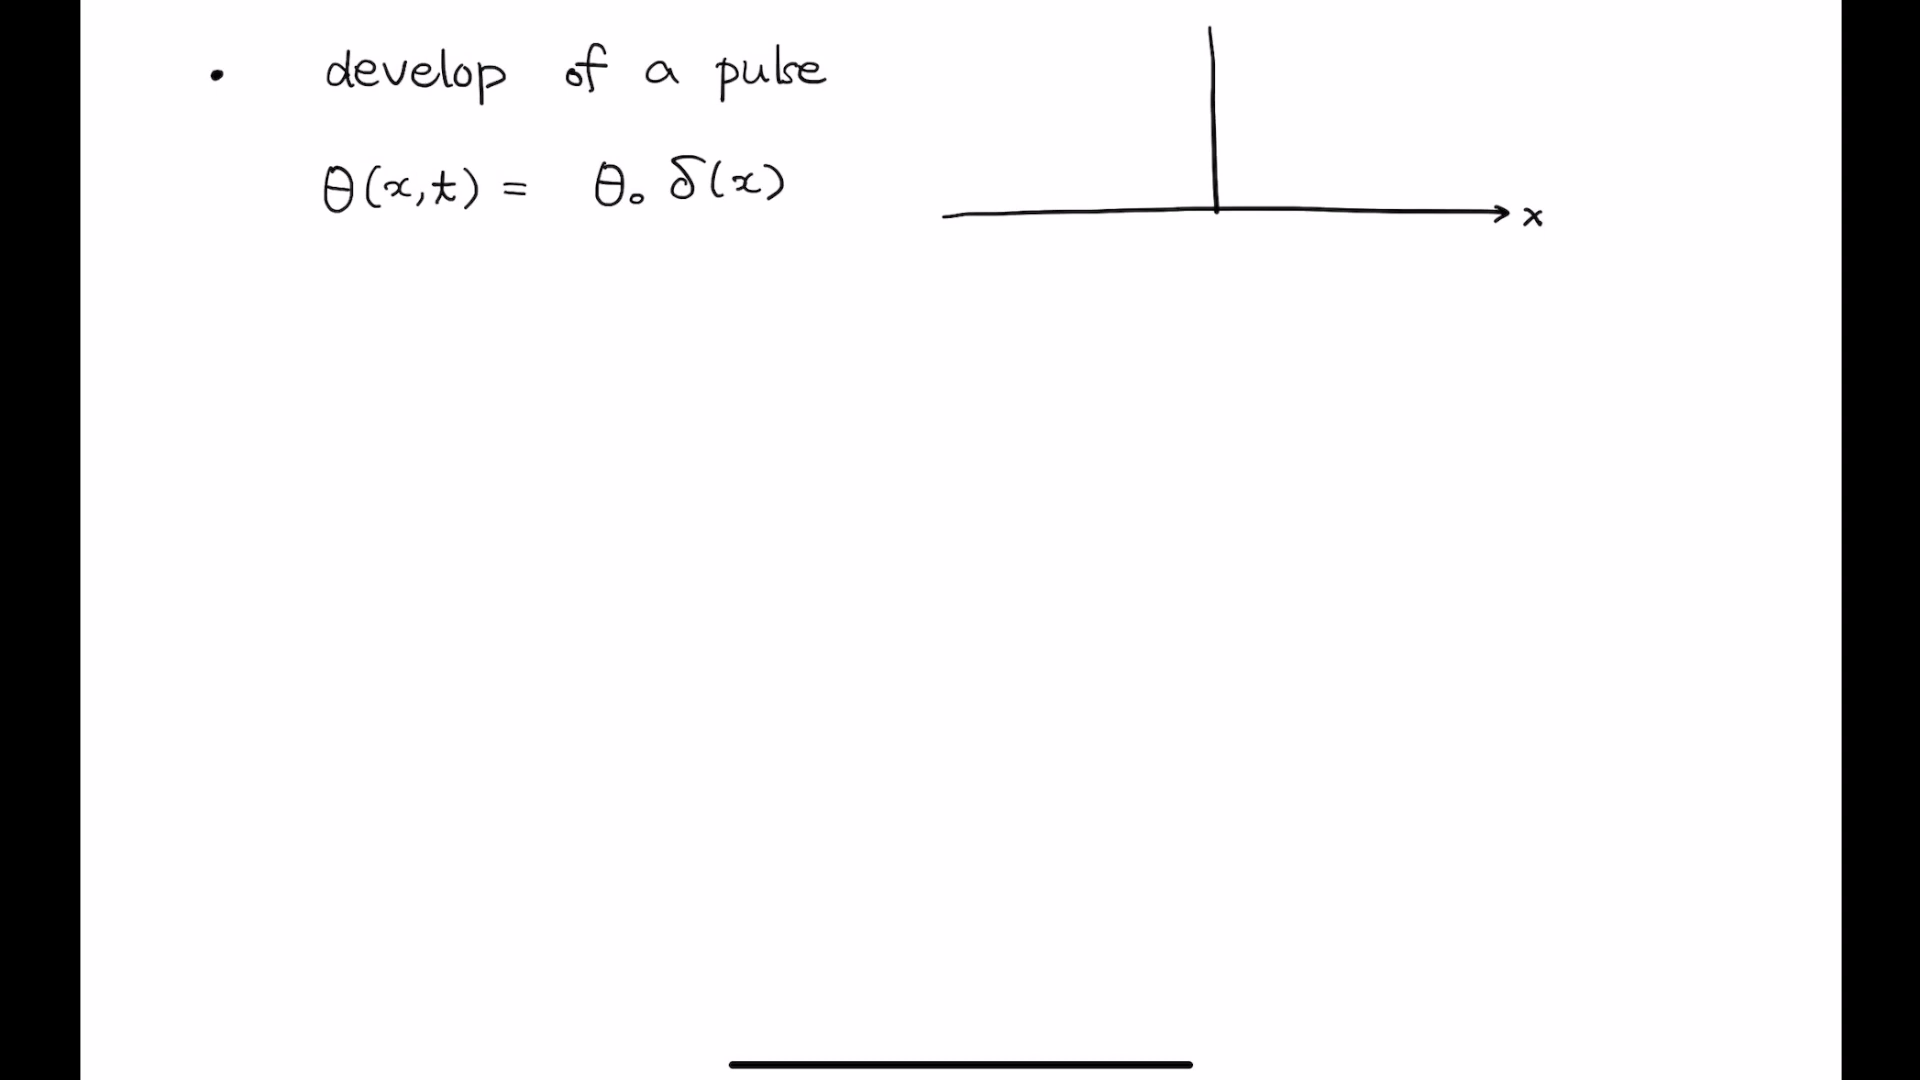 • develop of a pulse
θ(x,t) = θ₀ δ(x)
x